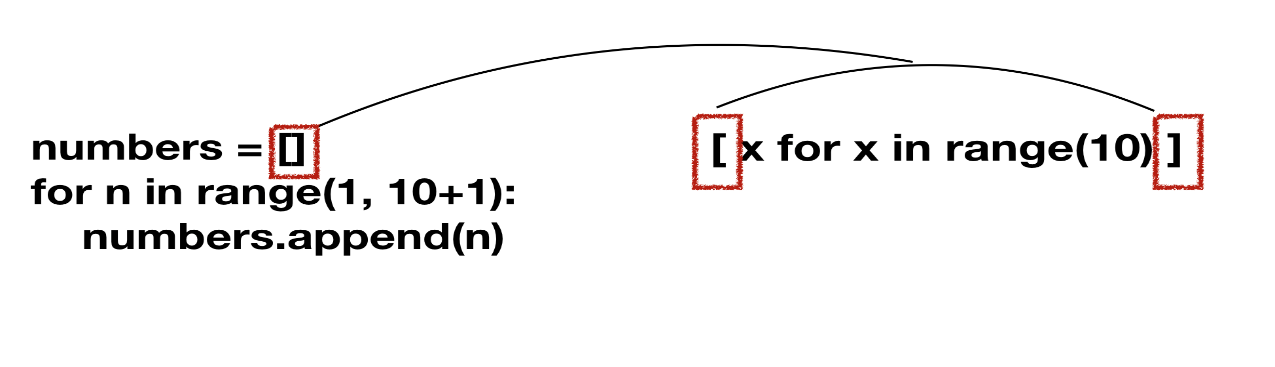 numbers = []
for n in range(1, 10+1):
    numbers.append(n)
[ x for x in range(10) ]